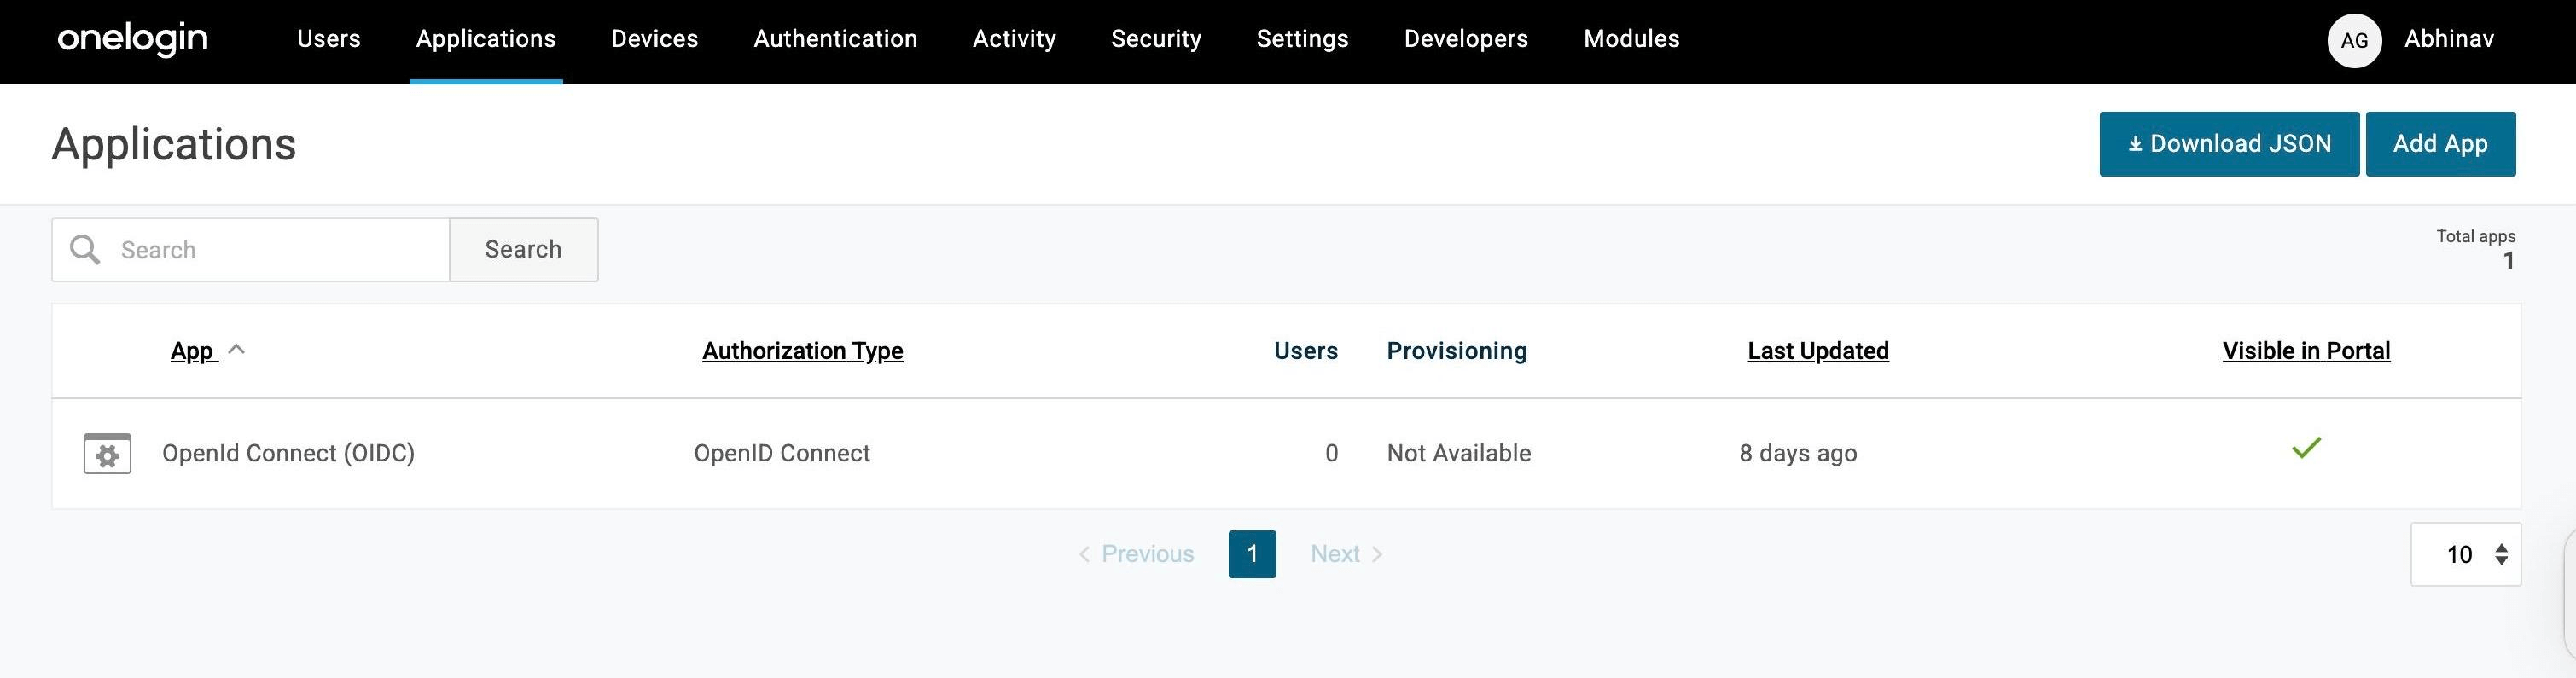 onelogin Users Applications Devices Authentication Activity Security Settings Developers Modules AG Abhinav
Applications Download JSON Add App
Search Search Total apps
1
App Authorization Type Users Provisioning Last Updated Visible in Portal
OpenId Connect (OIDC) OpenID Connect 0 Not Available 8 days ago
Previous 1 Next 10